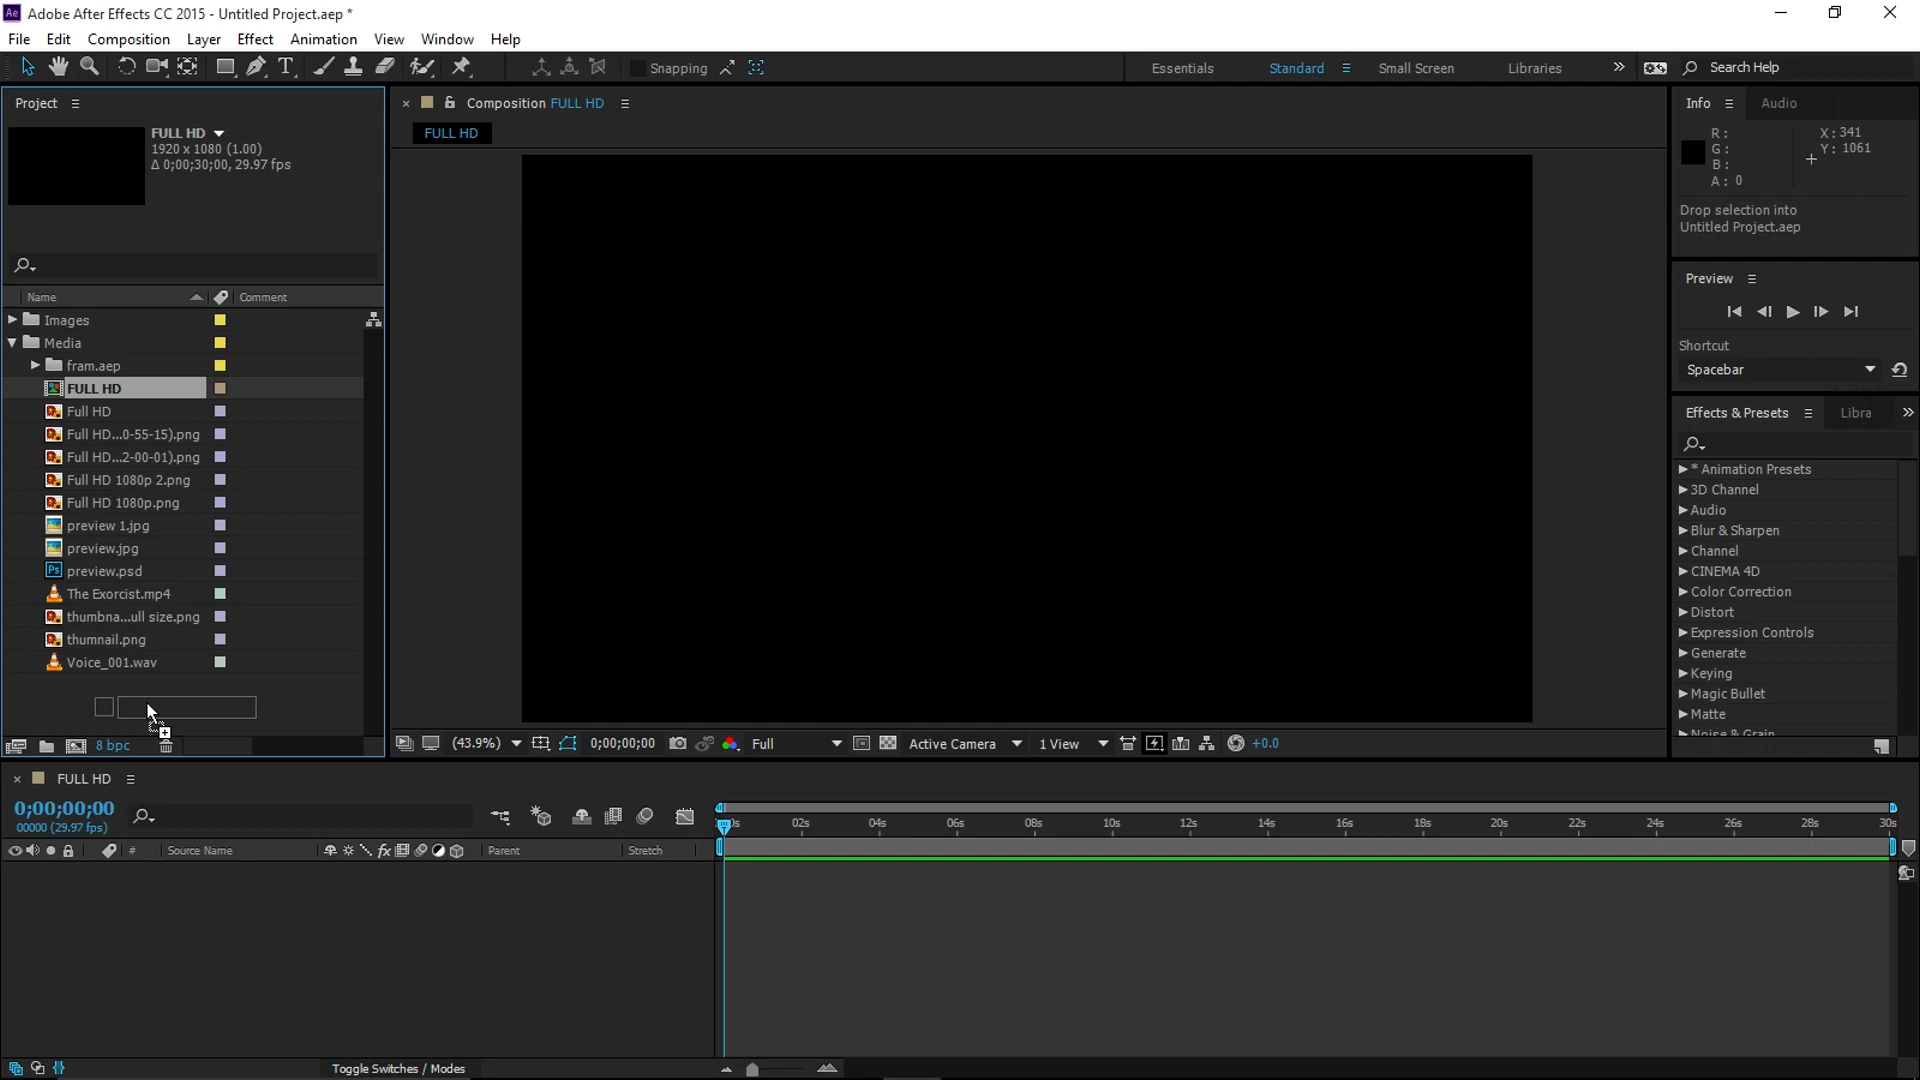 Ae Adobe After Effects CC 2015 - Untitled Project.aep *
File Edit Composition Layer Effect Animation View Window Help
Snapping Essentials Standard Small Screen Libraries Search Help
Project
FULL HD
1920 x 1080 (1.00)
Δ 0;00;30;00, 29.97 fps
Name Comment
Images
Media
fram.aep
FULL HD
Full HD
Full HD...0-55-15).png
Full HD...2-00-01).png
Full HD 1080p 2.png
Full HD 1080p.png
preview 1.jpg
preview.jpg
Ps preview.psd
The Exorcist.mp4
thumbna...ull size.png
thumnail.png
Voice_001.wav
8 bpc
Composition FULL HD
FULL HD
(43.9%) 0;00;00;00 Full Active Camera 1 View +0.0
Info Audio
R: X: 341
G: Y: 1061
B:
A: 0
Drop selection into
Untitled Project.aep
Preview
Shortcut
Spacebar
Effects & Presets Libra
* Animation Presets
3D Channel
Audio
Blur & Sharpen
Channel
CINEMA 4D
Color Correction
Distort
Expression Controls
Generate
Keying
Magic Bullet
Matte
Noise & Grain
FULL HD
0;00;00;00
00000 (29.97 fps)
# Source Name fx Parent Stretch
0s 02s 04s 06s 08s 10s 12s 14s 16s 18s 20s 22s 24s 26s 28s 30s
Toggle Switches / Modes